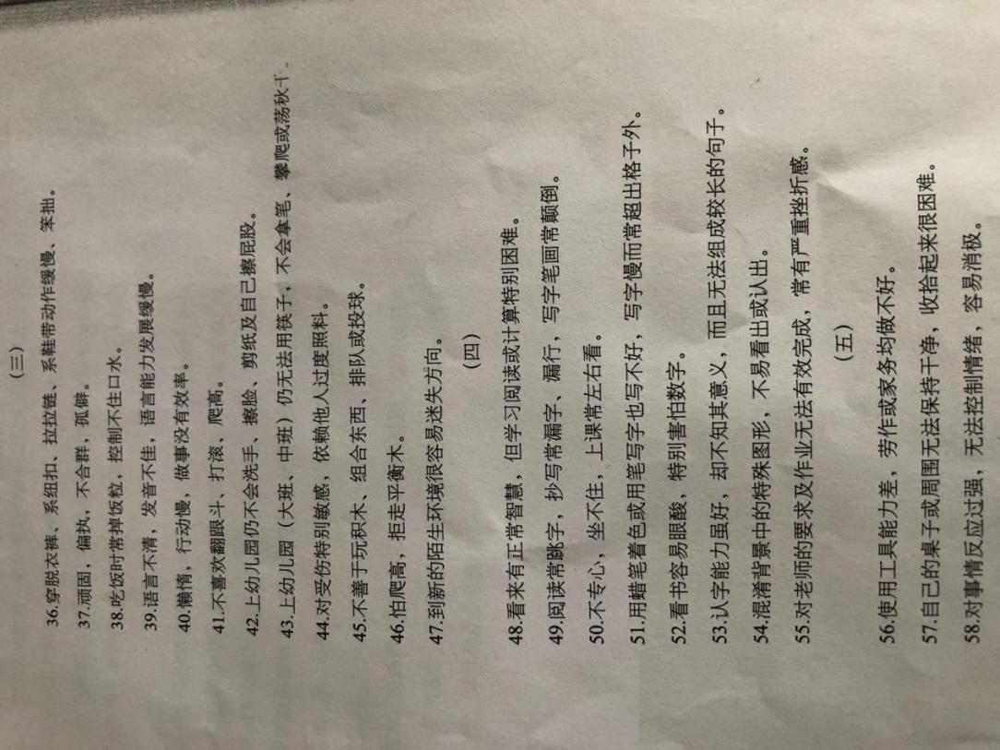 (三)
36.穿脱衣裤、系纽扣、拉拉链、系鞋带动作缓慢、笨拙。
37.顽固,偏执,不合群,孤僻。
38.吃饭时常掉饭粒,控制不住口水。
39.语言不清,发音不佳,语言能力发展缓慢。
40.懒惰,行动慢,做事没有效率。
41.不喜欢翻跟斗、打滚、爬高。
42.上幼儿园仍不会洗手、擦脸、剪纸及自己擦屁股。
43.上幼儿园(大班、中班)仍无法用筷子,不会拿笔、攀爬或荡秋千。
44.对受伤特别敏感,依赖他人过度照料。
45.不善于玩积木、组合东西、排队或投球。
46.怕爬高,拒走平衡木。
47.到新的陌生环境很容易迷失方向。
(四)
48.看来有正常智慧,但学习阅读或计算特别困难。
49.阅读常跳字,抄写常漏字、漏行,写字笔画常颠倒。
50.不专心,坐不住,上课常左右看。
51.用蜡笔着色或用笔写字也写不好,写字慢而常超出格子外。
52.看书容易眼酸,特别害怕数字。
53.认字能力虽好,却不知其意义,而且无法组成较长的句子。
54.混淆背景中的特殊图形,不易看出或认出。
55.对老师的要求及作业无法有效完成,常有严重挫折感。
(五)
56.使用工具能力差,劳作或家务均做不好。
57.自己的桌子或周围无法保持干净,收拾起来很困难。
58.对事情反应过强,无法控制情绪,容易消极。